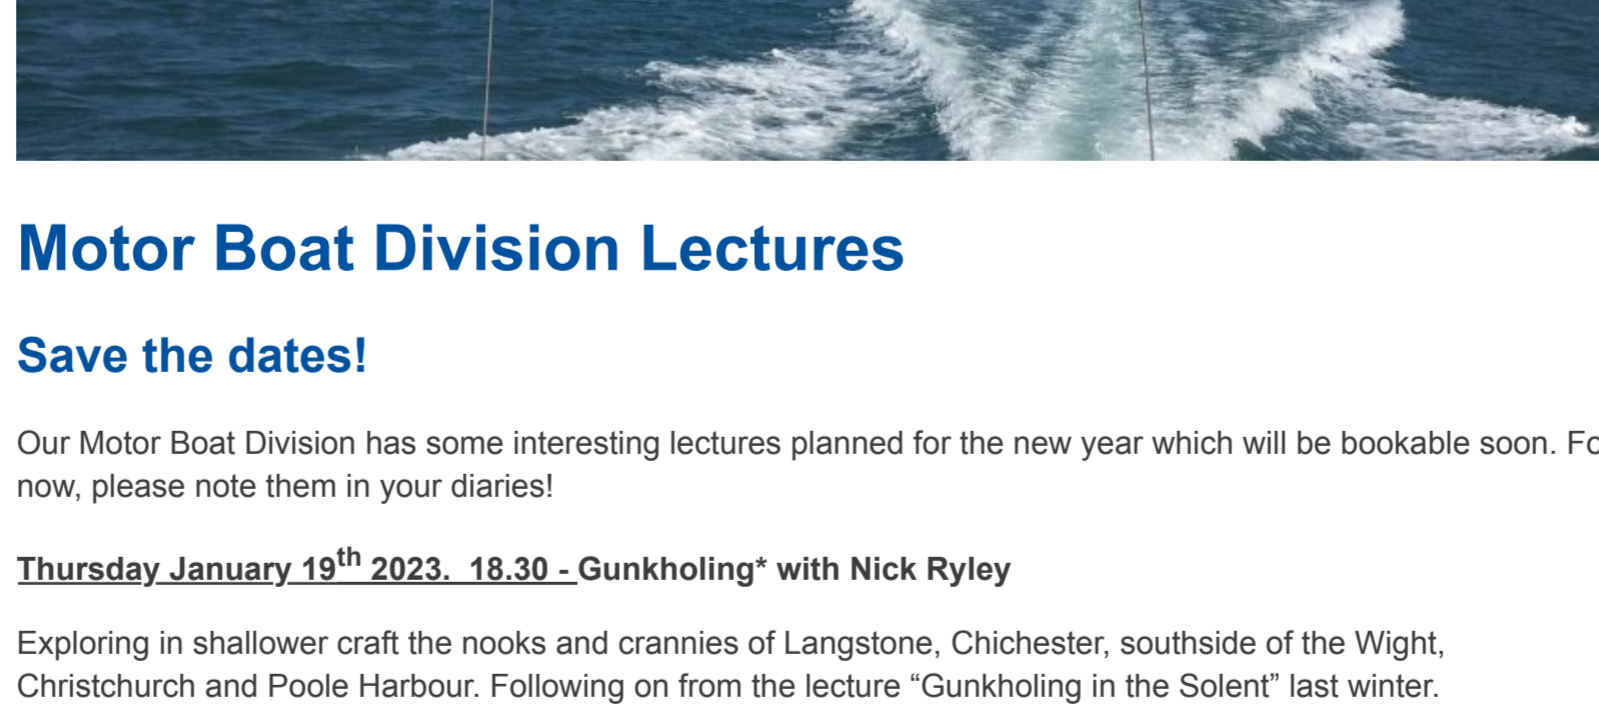 Motor Boat Division Lectures
Save the dates!
Our Motor Boat Division has some interesting lectures planned for the new year which will be bookable soon.
now, please note them in your diaries!
Thursday January 19th 2023.  18.30 - Gunkholing* with Nick Ryley
Exploring in shallower craft the nooks and crannies of Langstone, Chichester, southside of the Wight,
Christchurch and Poole Harbour. Following on from the lecture “Gunkholing in the Solent” last winter.